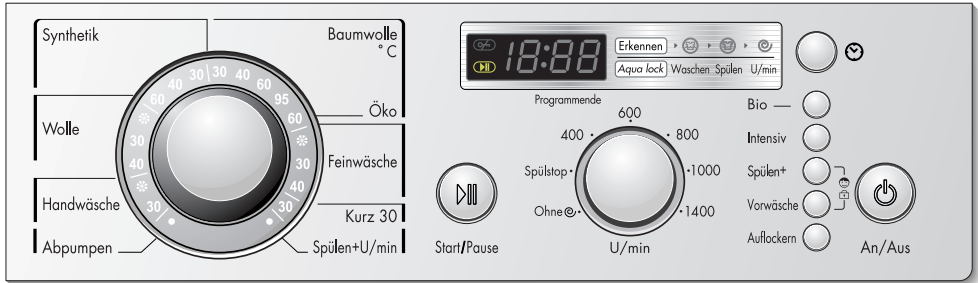 Synthetik
Baumwolle
°C
Öko
Wolle
Feinwäsche
Handwäsche
Kurz 30
Abpumpen
Spülen+U/min
30 30 40 60 95 60 ❄ 30 40 30
30 40 60 ❄ 30 40 ❄ 30
18:88
Erkennen
Aqua lock
Waschen Spülen U/min
Programmende
600
400
800
Spülstop
1000
Ohne
1400
U/min
Start/Pause
Bio
Intensiv
Spülen+
Vorwäsche
Auflockern
An/Aus